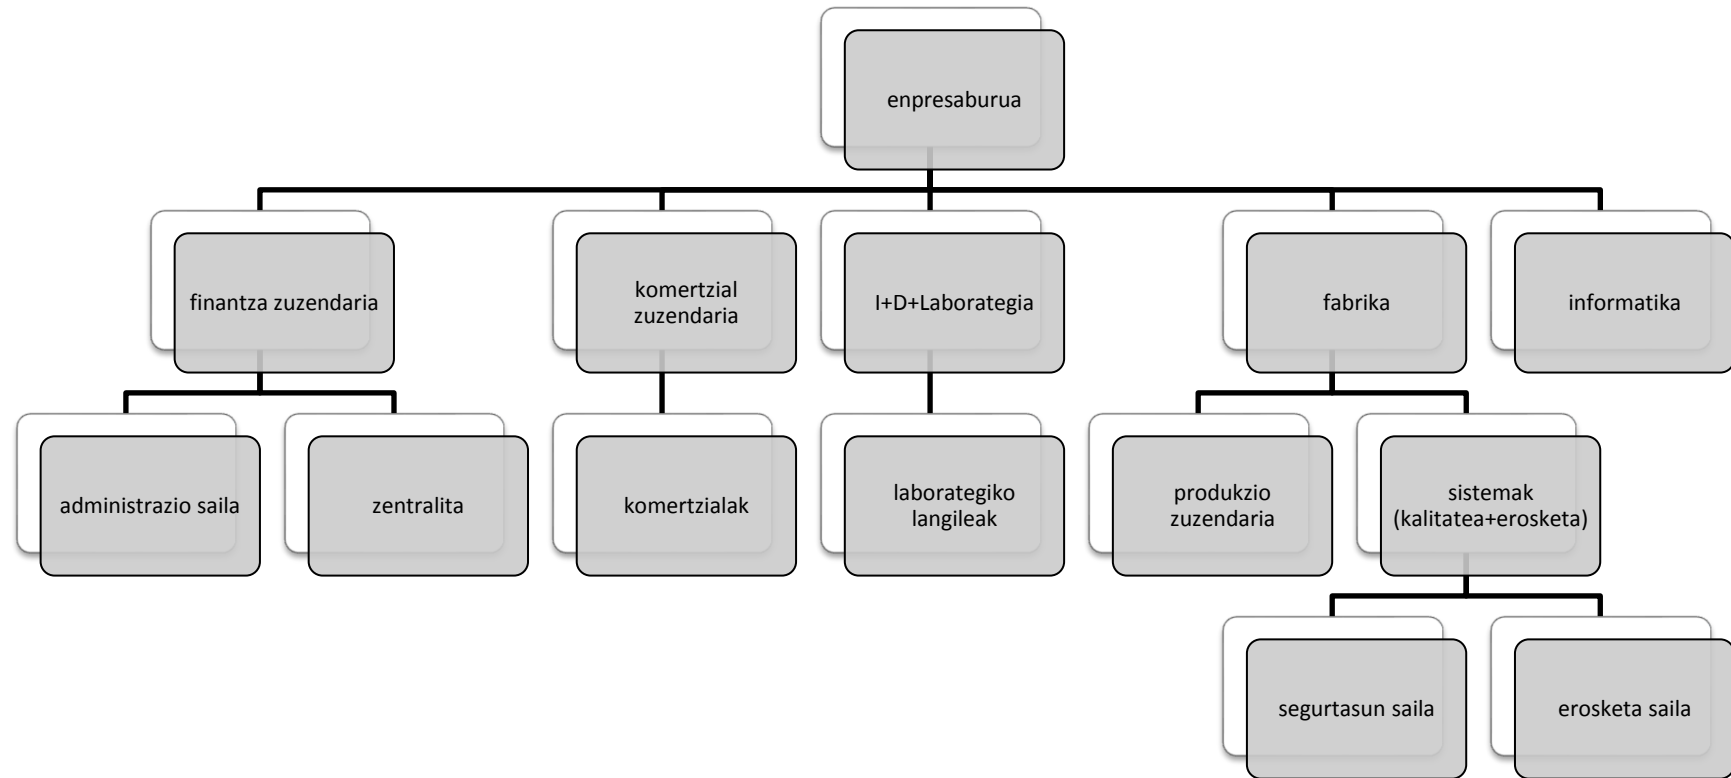 enpresaburua
finantza zuzendaria
komertzial
zuzendaria
I+D+Laborategia
fabrika
informatika
administrazio saila
zentralita
komertzialak
laborategiko
langileak
produkzio
zuzendaria
sistemak
(kalitatea+erosketa)
segurtasun saila
erosketa saila